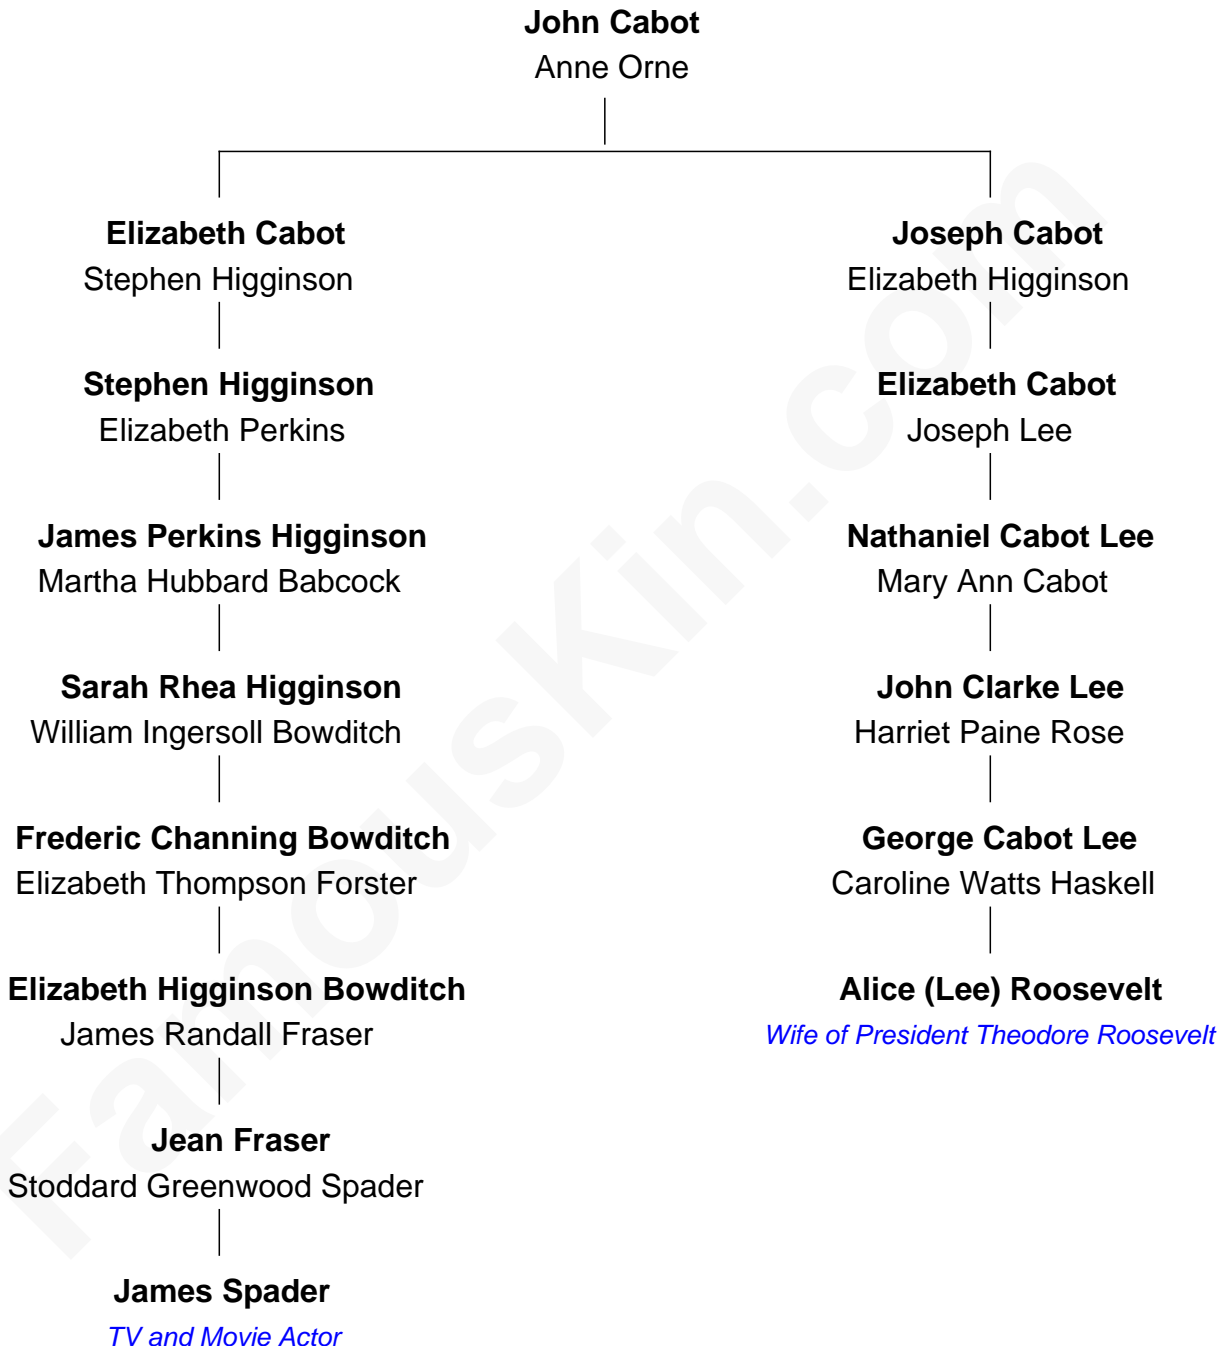 John Cabot
Anne Orne
Elizabeth Cabot
Stephen Higginson
Joseph Cabot
Elizabeth Higginson
Stephen Higginson
Elizabeth Perkins
Elizabeth Cabot
Joseph Lee
James Perkins Higginson
Martha Hubbard Babcock
Nathaniel Cabot Lee
Mary Ann Cabot
Sarah Rhea Higginson
William Ingersoll Bowditch
John Clarke Lee
Harriet Paine Rose
Frederic Channing Bowditch
Elizabeth Thompson Forster
George Cabot Lee
Caroline Watts Haskell
Elizabeth Higginson Bowditch
James Randall Fraser
Alice (Lee) Roosevelt
Wife of President Theodore Roosevelt
Jean Fraser
Stoddard Greenwood Spader
James Spader
TV and Movie Actor
FamousKin.com